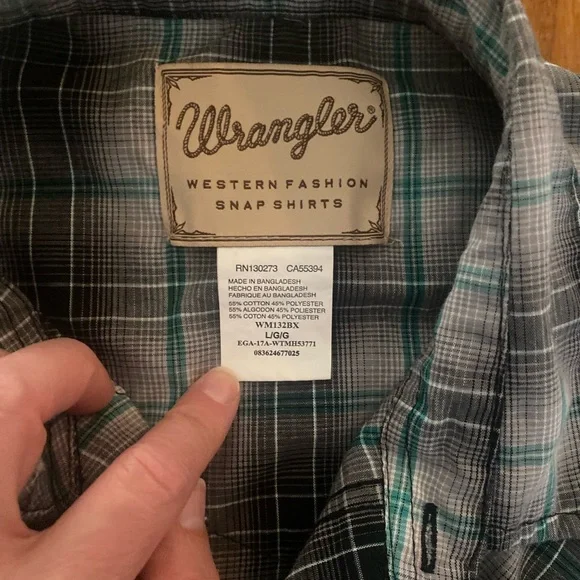 Wrangler®
WESTERN FASHION
SNAP SHIRTS
RN130273 CA55394
MADE IN BANGLADESH
HECHO EN BANGLADESH
FABRIQUE AU BANGLADESH
55% COTTON 45% POLYESTER
55% ALGODON 45% POLIESTER
55% COTON 45% POLYESTER
WM132BX
L/G/G
EGA-17A-WTMH53771
083624677025